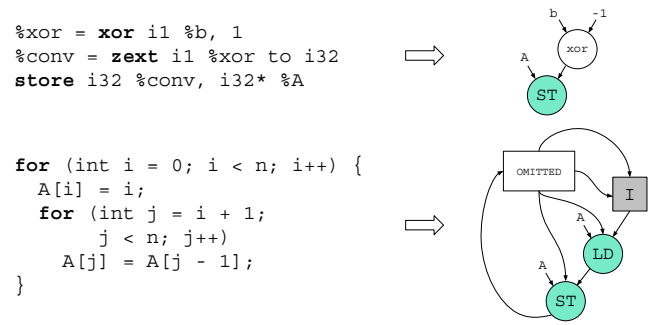 %xor = xor i1 %b, 1
%conv = zext i1 %xor to i32
store i32 %conv, i32* %A
b
-1
xor
A
ST
for (int i = 0; i < n; i++) {
A[i] = i;
for (int j = i + 1;
j < n; j++)
A[j] = A[j - 1];
}
OMITTED
I
A
LD
A
ST